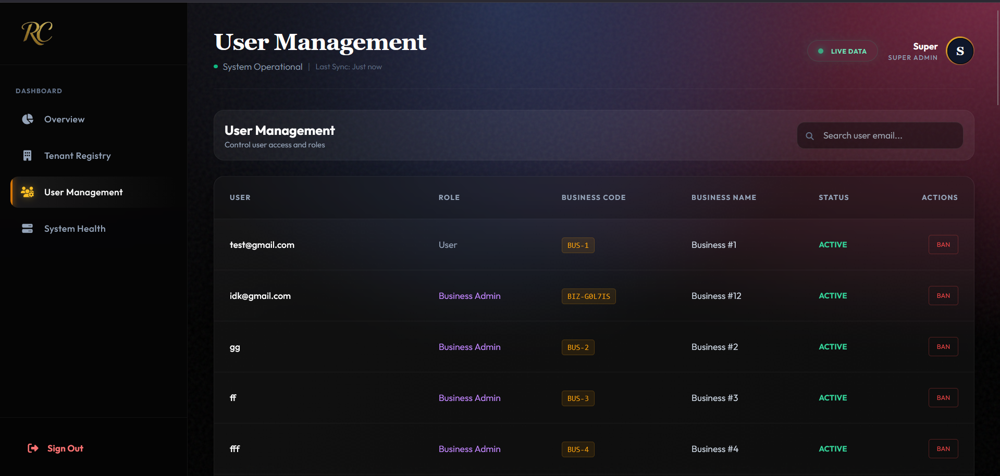 RC
DASHBOARD
Overview
Tenant Registry
User Management
System Health
Sign Out
User Management
System Operational | Last Sync: Just now
LIVE DATA
Super
SUPER ADMIN
S
User Management
Control user access and roles
Search user email...
USER ROLE BUSINESS CODE BUSINESS NAME STATUS ACTIONS
test@gmail.com User BUS-1 Business #1 ACTIVE BAN
idk@gmail.com Business Admin BIZ-G0L7IS Business #12 ACTIVE BAN
gg Business Admin BUS-2 Business #2 ACTIVE BAN
ff Business Admin BUS-3 Business #3 ACTIVE BAN
fff Business Admin BUS-4 Business #4 ACTIVE BAN